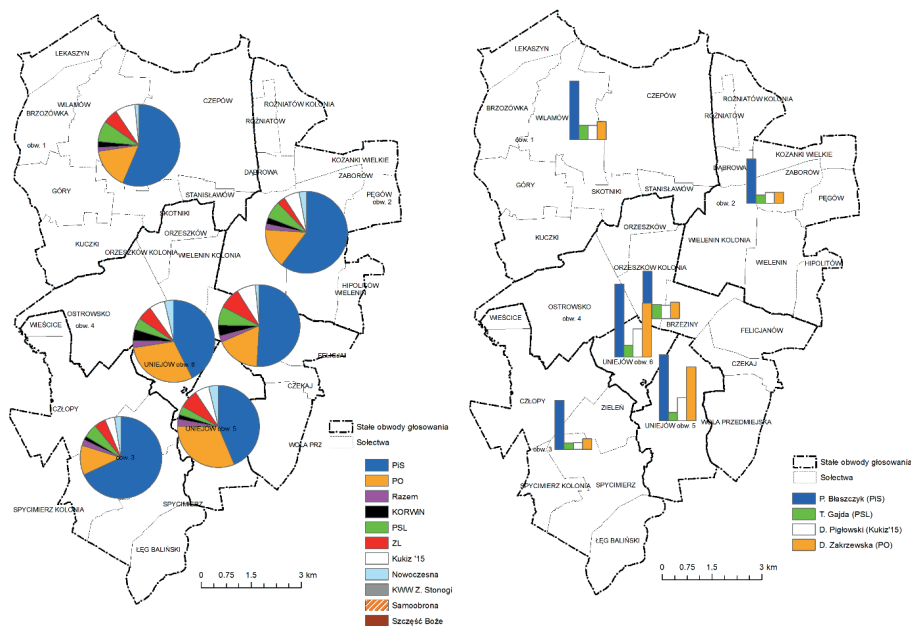 LEKASZYN
WILAMÓW
BRZOZÓWKA
CZEPÓW
ROŻNIATÓW KOLONIA
ROŻNIATÓW
obw. 1
KOZANKI WIELKIE
DĄBROWA
ZABORÓW
GÓRY
STANISŁAWÓW
PĘGÓW
obw. 2
SKOTNIKI
ORZESZKÓW
KUCZKI
ORZESZKÓW KOLONIA
WIELENIN KOLONIA
HIPOLITÓW
WIELENIN
OSTROWSKO
WIEŚCICE
obw. 4
FELICJAN
UNIEJÓW obw. 6
CZEKAJ
CZŁOPY
UNIEJÓW obw. 5
WOLA PRZ
obw. 3
SPYCIMIERZ KOLONIA
SPYCIMIERZ
ŁĘG BALIŃSKI
Stałe obwody głosowania
Sołectwa
PiS
PO
Razem
KORWiN
PSL
ZL
Kukiz '15
Nowoczesna
KWW Z. Stonogi
Samoobrona
Szczęść Boże
0 0.75 1.5 3 km
LEKASZYN
CZEPÓW
BRZOZÓWKA
WILAMÓW
ROŻNIATÓW KOLONIA
ROŻNIATÓW
obw. 1
KOZANKI WIELKIE
DĄBROWA
ZABORÓW
GÓRY
SKOTNIKI
STANISŁAWÓW
PĘGÓW
obw. 2
ORZESZKÓW
KUCZKI
WIELENIN KOLONIA
WIELENIN
HIPOLITÓW
ORZESZKÓW KOLONIA
OSTROWSKO
WIEŚCICE
obw. 4
BRZEZINY
FELICJANÓW
UNIEJÓW obw. 6
CZEKAJ
CZŁOPY
ZIELEŃ
WOLA PRZEDMIEJSKA
UNIEJÓW obw. 5
obw. 3
SPYCIMIERZ KOLONIA
SPYCIMIERZ
ŁĘG BALIŃSKI
Stałe obwody głosowania
Sołectwa
P. Błaszczyk (PiS)
T. Gajda (PSL)
D. Pigłowski (Kukiz'15)
D. Zakrzewska (PO)
0 0.75 1.5 3 km